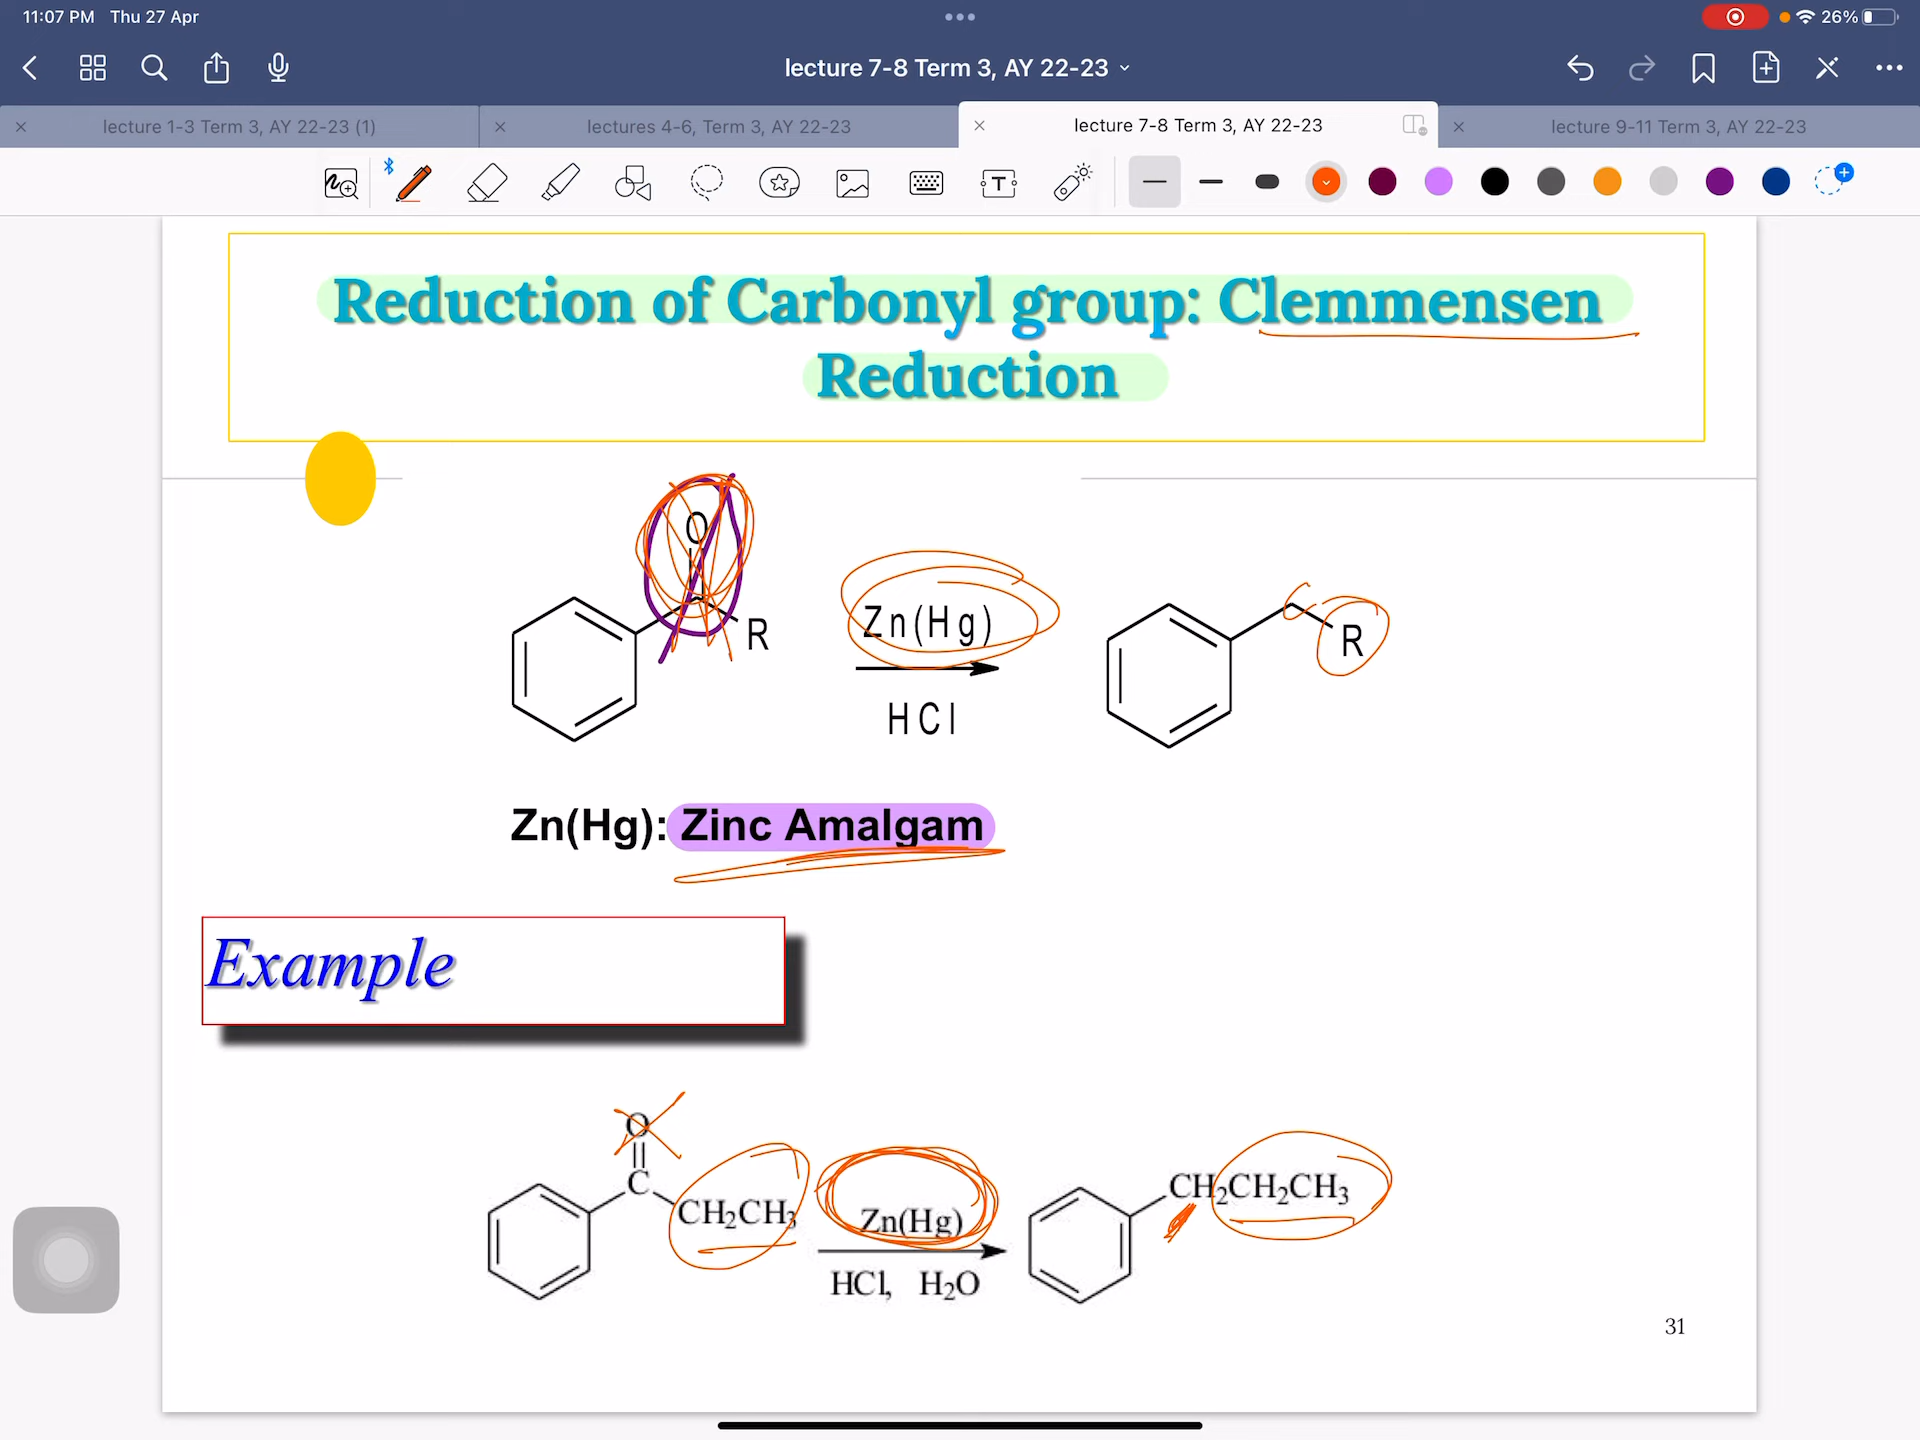 11:07 PM Thu 27 Apr
26%
lecture 7-8 Term 3, AY 22-23
lecture 1-3 Term 3, AY 22-23 (1)
lectures 4-6, Term 3, AY 22-23
lecture 7-8 Term 3, AY 22-23
lecture 9-11 Term 3, AY 22-23
Reduction of Carbonyl group: Clemmensen
Reduction
O
R
Zn(Hg)
HCl
R
Zn(Hg): Zinc Amalgam
Example
O
C
CH₂CH₃
Zn(Hg)
HCl, H₂O
CH₂CH₂CH₃
31